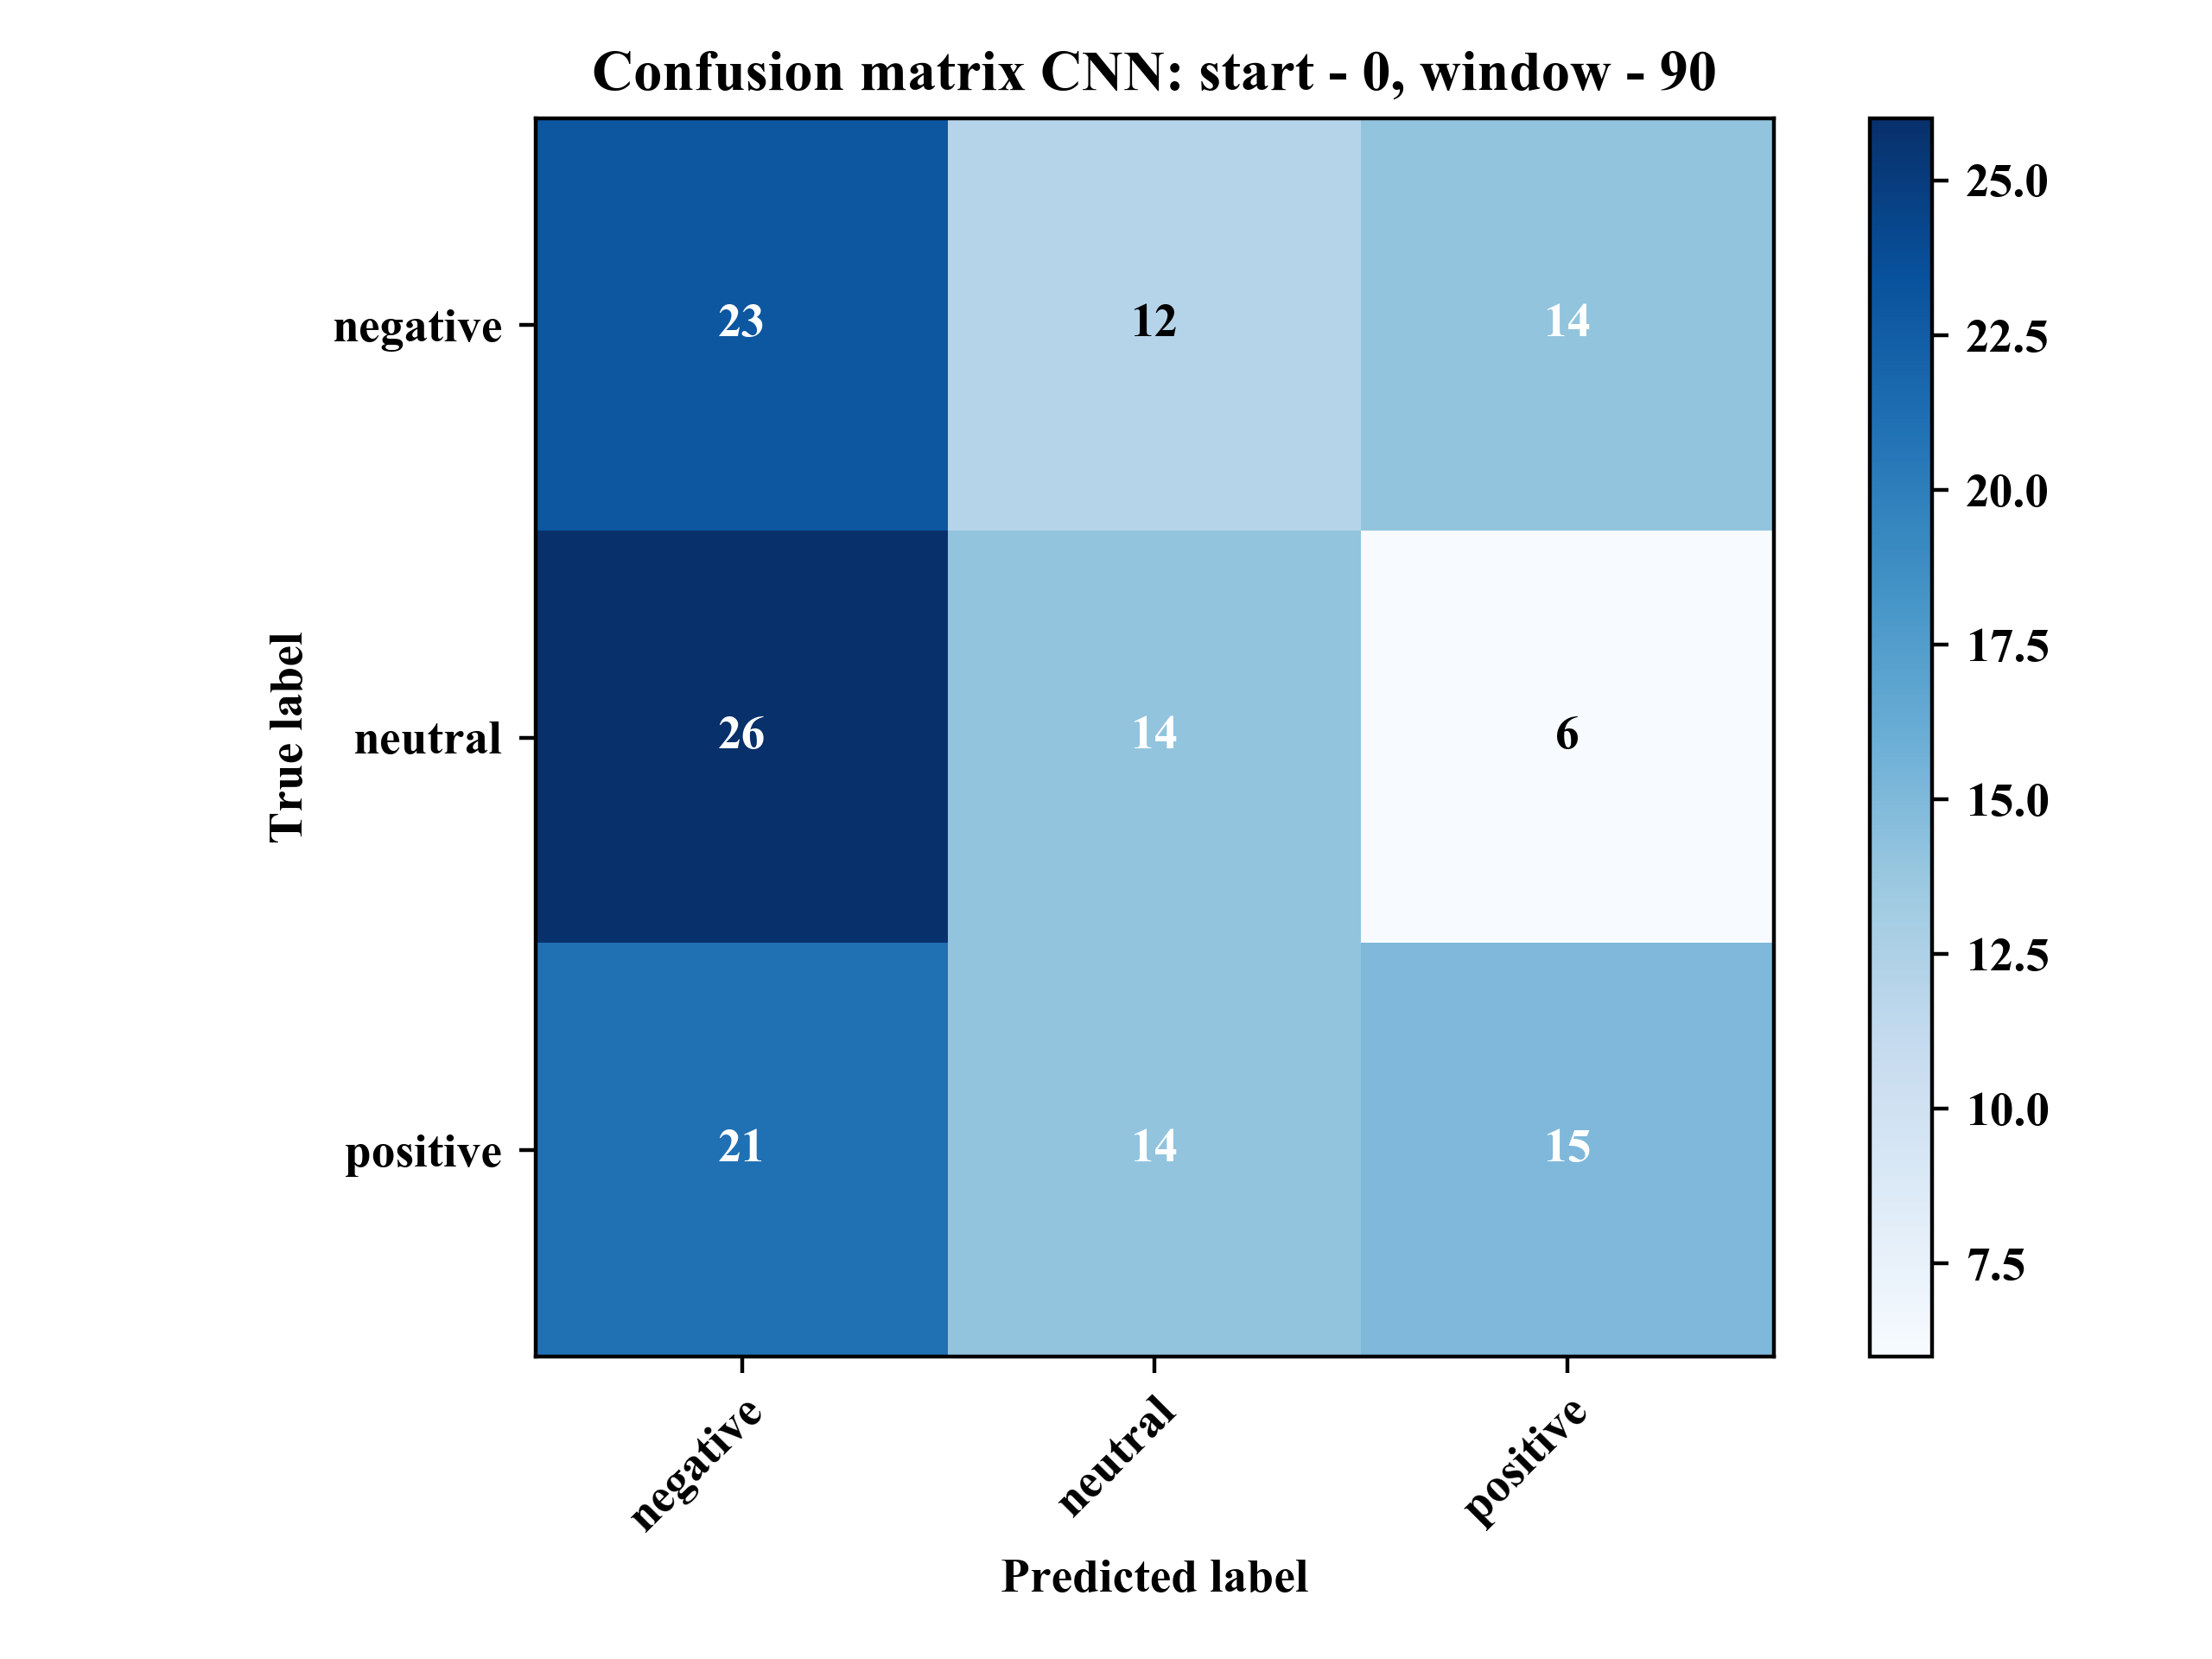 Confusion matrix CNN: start - 0, window - 90
True label
negative
23
12
14
neutral
26
14
6
positive
21
14
15
negative
neutral
positive
Predicted label
25.0
22.5
20.0
17.5
15.0
12.5
10.0
7.5